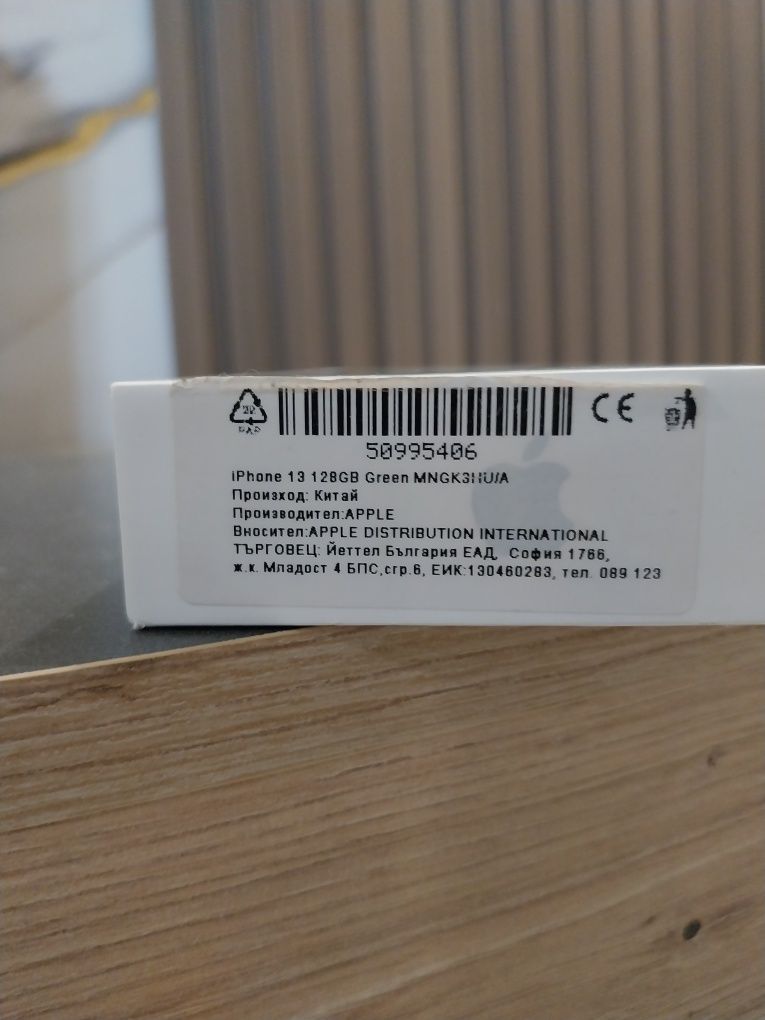 50995406
iPhone 13 128GB Green MNGK3HU/A
Произход: Китай
Производител:APPLE
Вносител:APPLE DISTRIBUTION INTERNATIONAL
ТЪРГОВЕЦ: Йеттел България ЕАД, София 1766,
ж.к. Младост 4 БПС,сгр.6, ЕИК:130460283, тел. 089 123